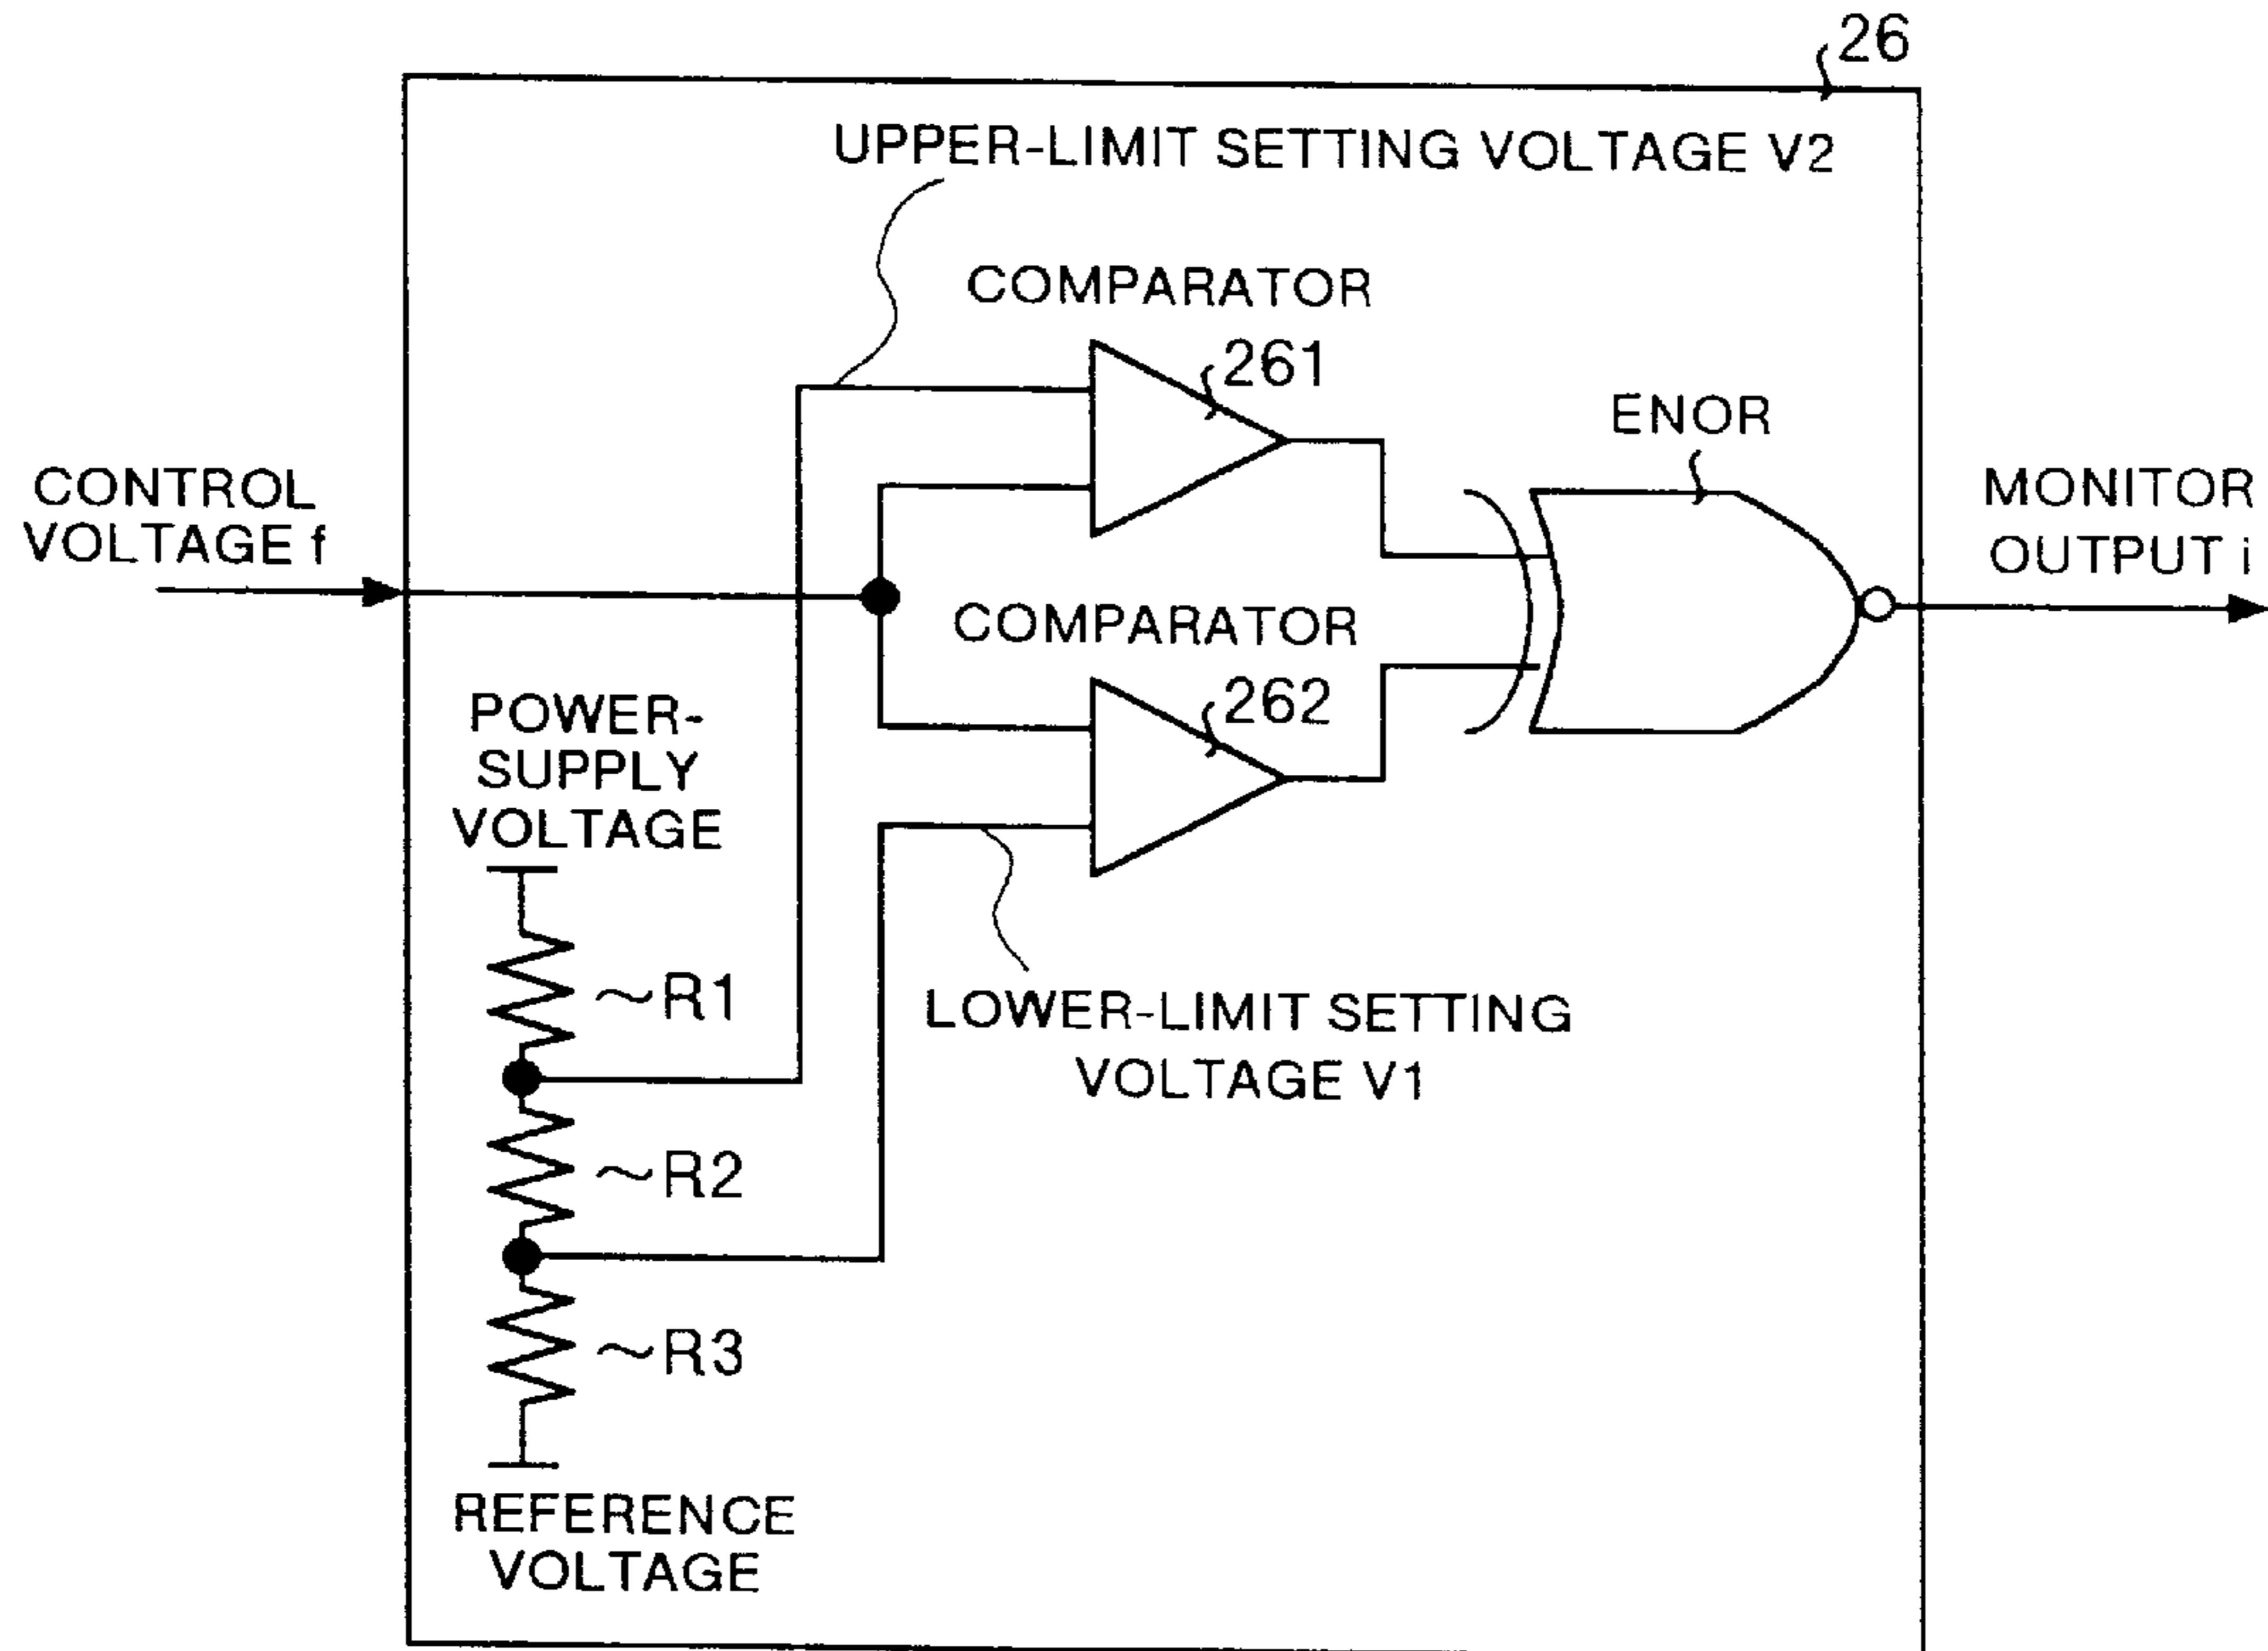 26
UPPER-LIMIT SETTING VOLTAGE V2
COMPARATOR
261
ENOR
CONTROL
VOLTAGE f
MONITOR
OUTPUT i
COMPARATOR
262
POWER-
SUPPLY
VOLTAGE
~R1
LOWER-LIMIT SETTING
VOLTAGE V1
~R2
~R3
REFERENCE
VOLTAGE